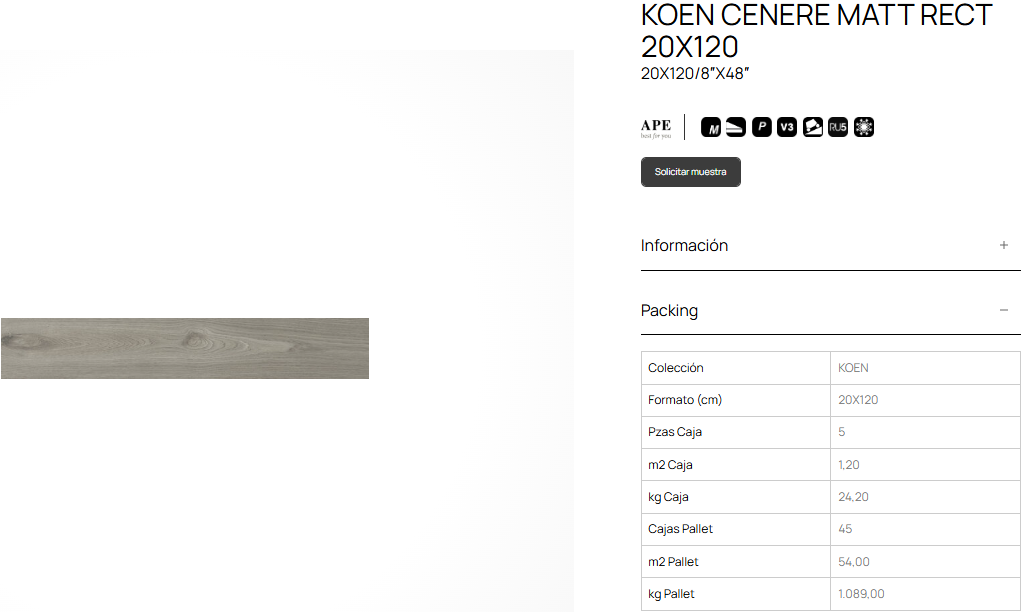 KOEN CENERE MATT RECT
20X120
20X120/8”X48”
APE
best for you
M
P
V3
RU5
Solicitar muestra
Información +
Packing −
Colección KOEN
Formato (cm) 20X120
Pzas Caja 5
m2 Caja 1,20
kg Caja 24,20
Cajas Pallet 45
m2 Pallet 54,00
kg Pallet 1.089,00